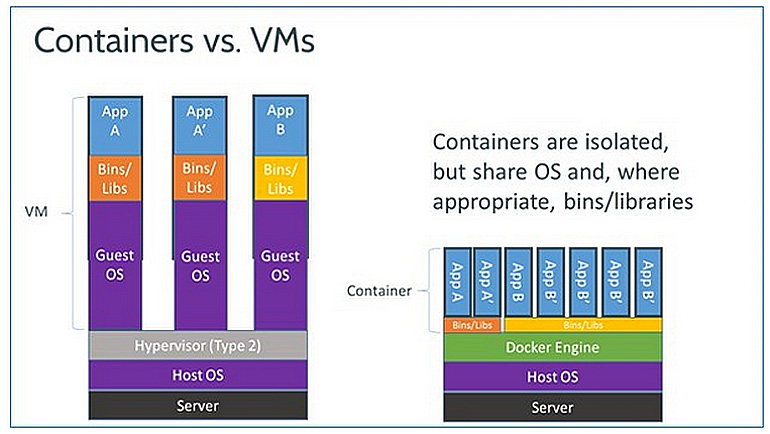 Containers vs. VMs
App
A
App
A’
App
B
Bins/
Libs
Bins/
Libs
Bins/
Libs
VM
Guest
OS
Guest
OS
Guest
OS
Hypervisor (Type 2)
Host OS
Server
Containers are isolated,
but share OS and, where
appropriate, bins/libraries
Container
App A
App A’
App B
App B’
App B’
App B’
App B’
Bins/Libs
Bins/Libs
Docker Engine
Host OS
Server